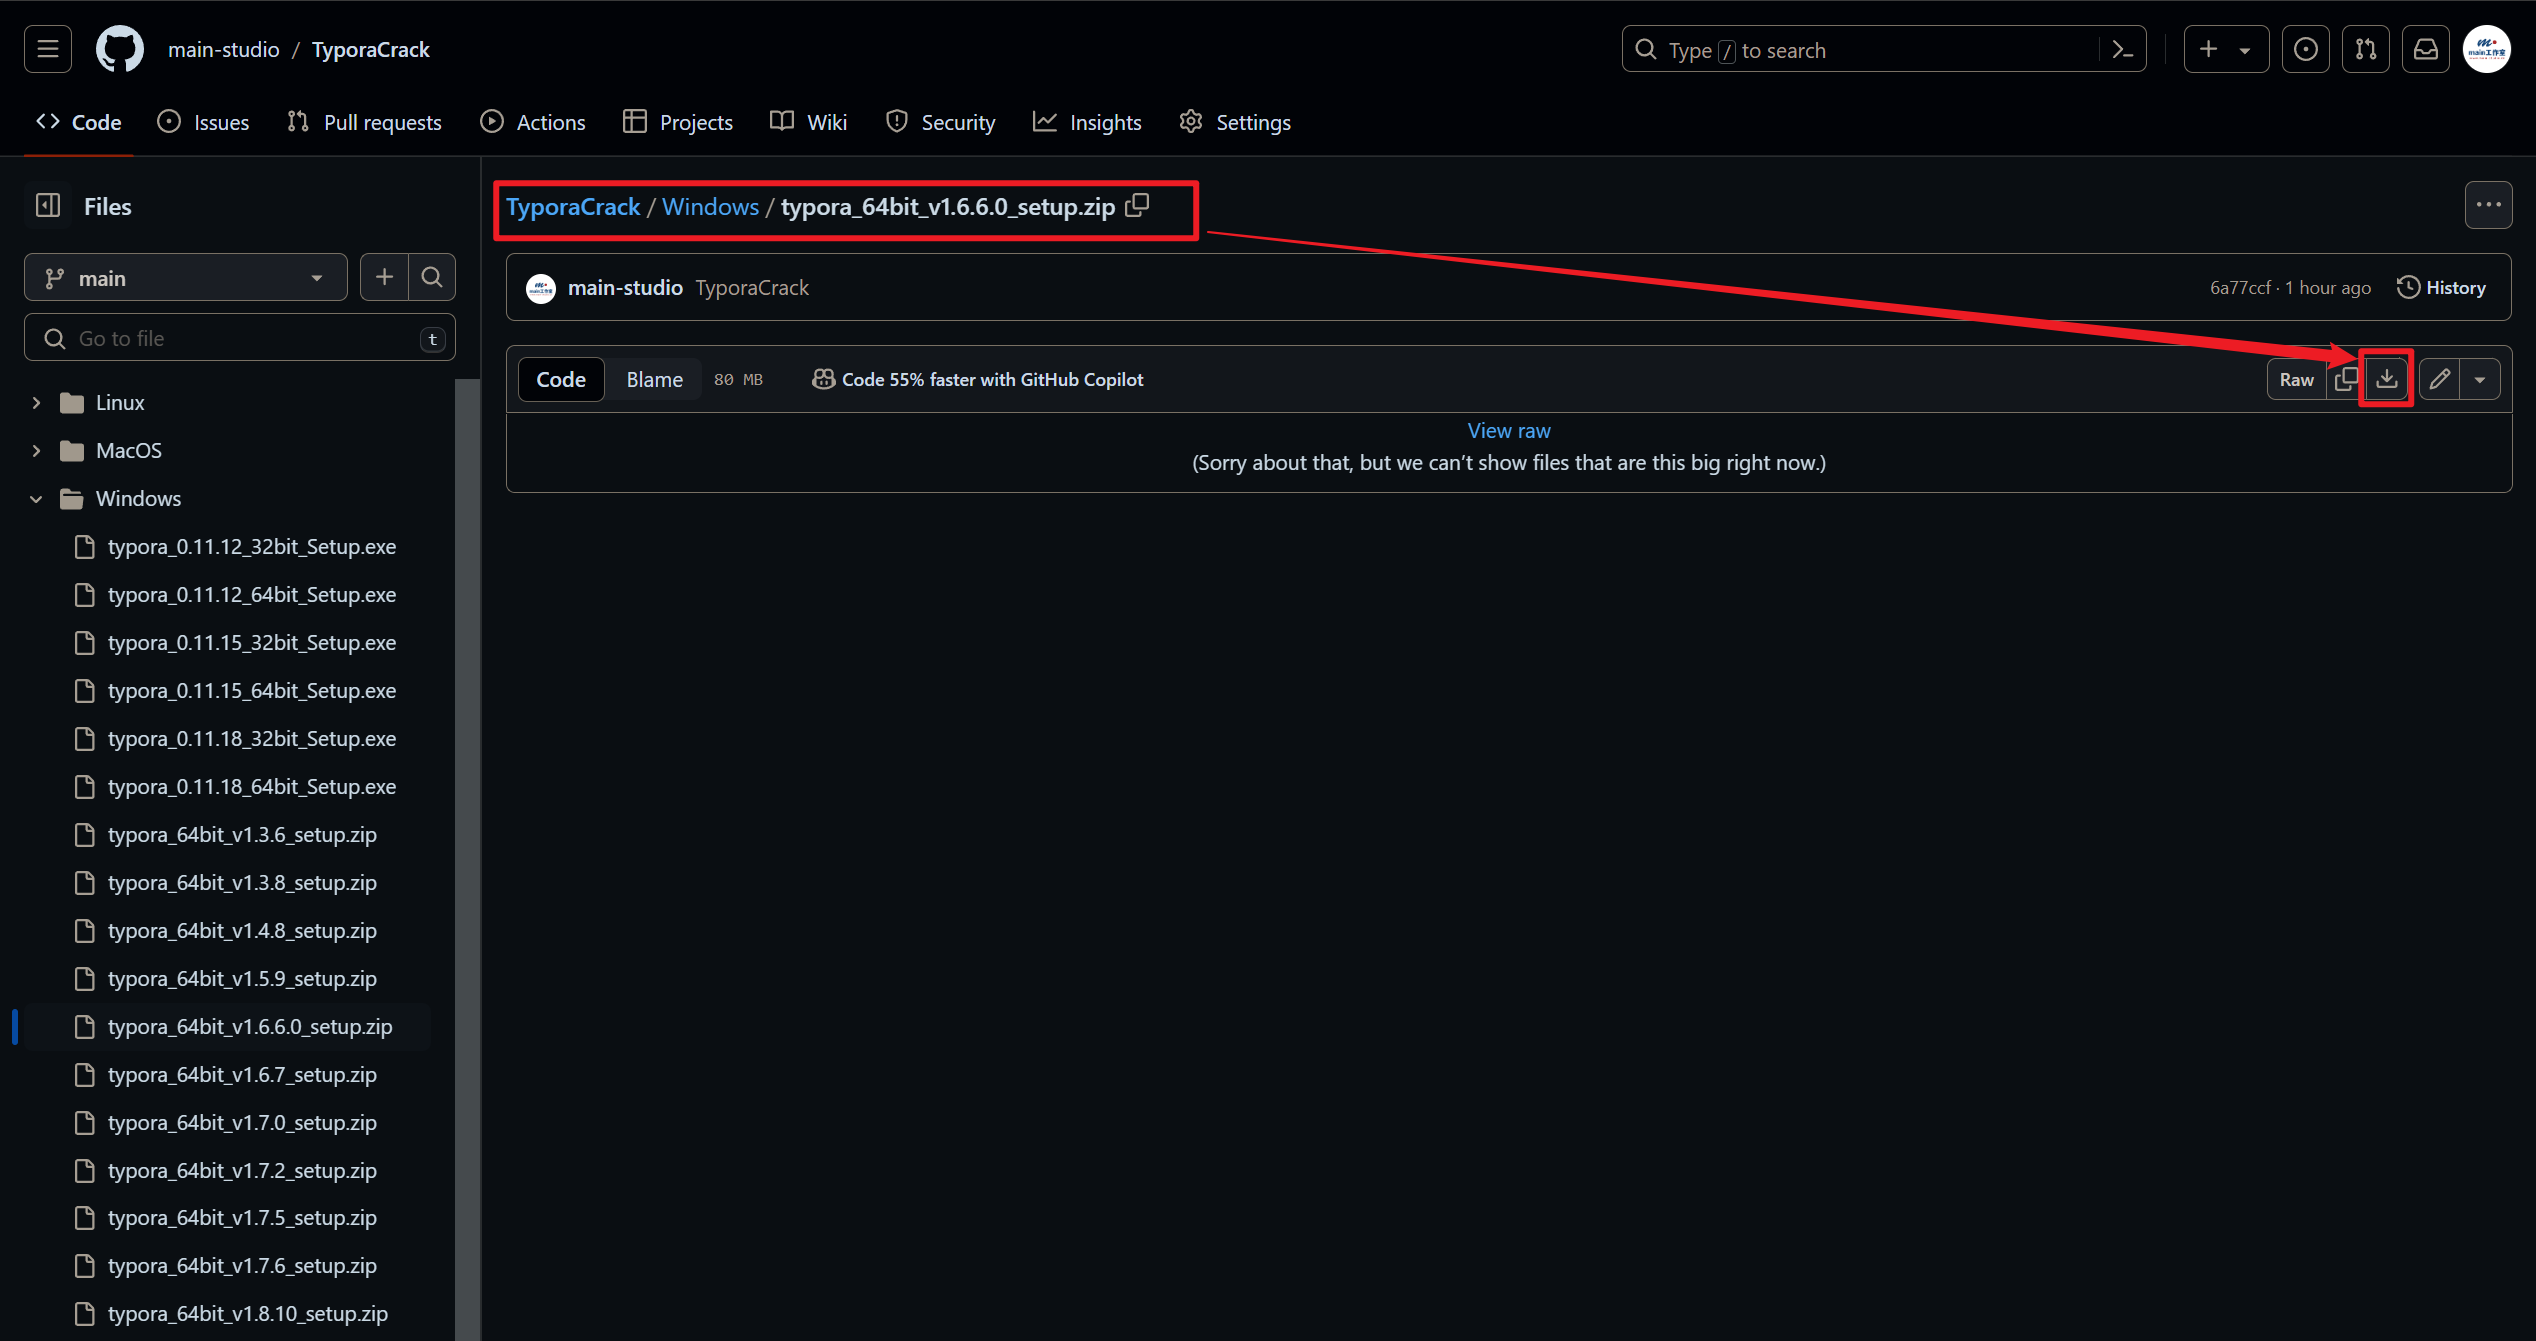 main-studio / TyporaCrack
Type / to search
Code
Issues
Pull requests
Actions
Projects
Wiki
Security
Insights
Settings
Files
main
Go to file
t
Linux
MacOS
Windows
typora_0.11.12_32bit_Setup.exe
typora_0.11.12_64bit_Setup.exe
typora_0.11.15_32bit_Setup.exe
typora_0.11.15_64bit_Setup.exe
typora_0.11.18_32bit_Setup.exe
typora_0.11.18_64bit_Setup.exe
typora_64bit_v1.3.6_setup.zip
typora_64bit_v1.3.8_setup.zip
typora_64bit_v1.4.8_setup.zip
typora_64bit_v1.5.9_setup.zip
typora_64bit_v1.6.6.0_setup.zip
typora_64bit_v1.6.7_setup.zip
typora_64bit_v1.7.0_setup.zip
typora_64bit_v1.7.2_setup.zip
typora_64bit_v1.7.5_setup.zip
typora_64bit_v1.7.6_setup.zip
typora_64bit_v1.8.10_setup.zip
TyporaCrack / Windows / typora_64bit_v1.6.6.0_setup.zip
main-studio TyporaCrack
6a77ccf · 1 hour ago
History
Code
Blame
80 MB
Code 55% faster with GitHub Copilot
Raw
View raw
(Sorry about that, but we can’t show files that are this big right now.)